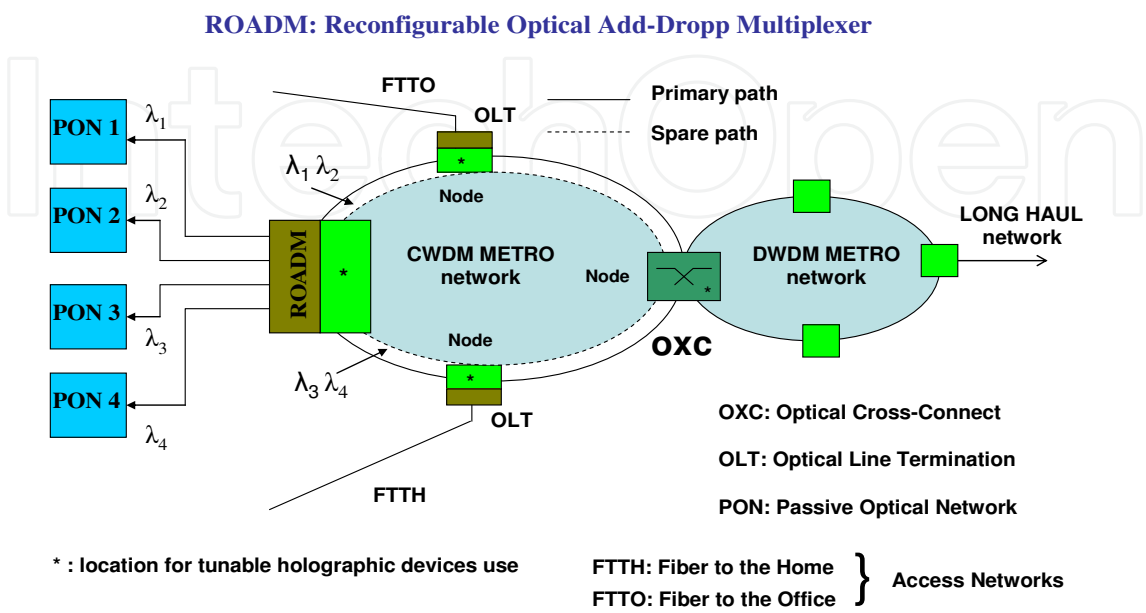 ROADM: Reconfigurable Optical Add-Dropp Multiplexer
IntechOpen
FTTO
OLT
Primary path
Spare path
PON 1
λ1
λ1 λ2
PON 2
λ2
Node
ROADM
*
*
CWDM METRO
network
Node
*
DWDM METRO
network
LONG HAUL
network
PON 3
λ3
Node
OXC
λ3 λ4
*
PON 4
λ4
OLT
FTTH
OXC: Optical Cross-Connect
OLT: Optical Line Termination
PON: Passive Optical Network
* : location for tunable holographic devices use
FTTH: Fiber to the Home
FTTO: Fiber to the Office
} Access Networks